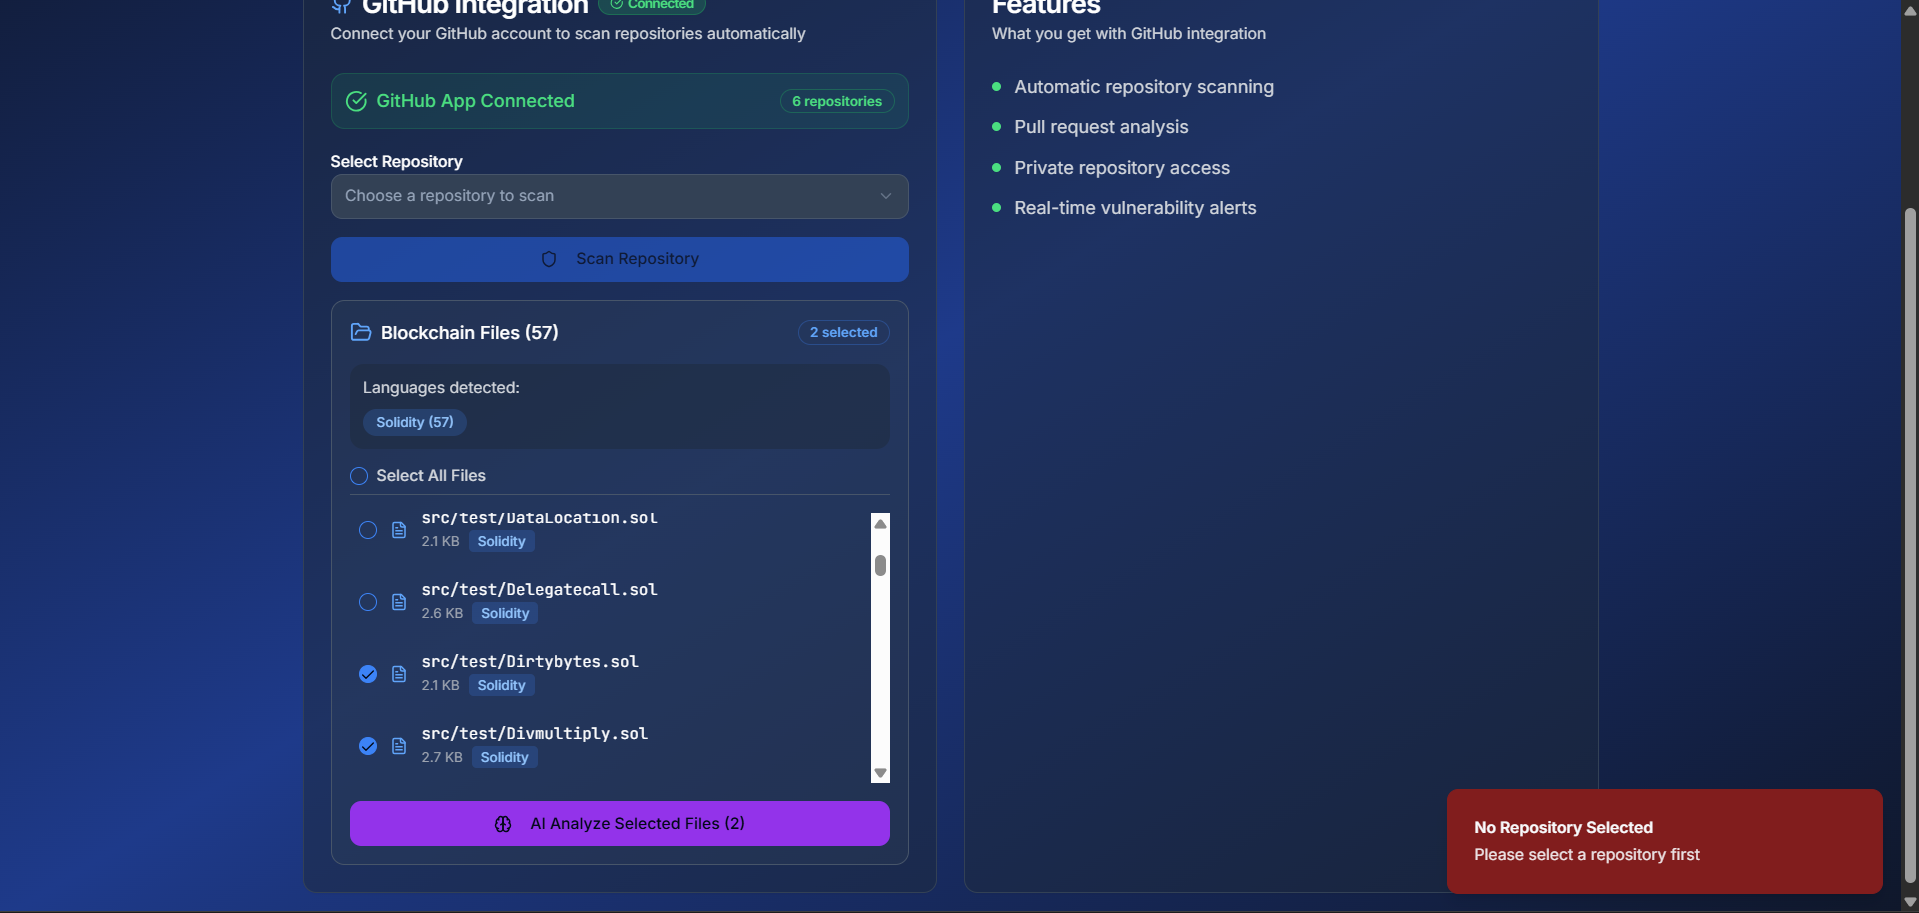 GitHub Integration
Connected
Connect your GitHub account to scan repositories automatically
GitHub App Connected
6 repositories
Select Repository
Choose a repository to scan
Scan Repository
Blockchain Files (57)
2 selected
Languages detected:
Solidity (57)
Select All Files
src/test/DataLocation.sol
2.1 KB
Solidity
src/test/Delegatecall.sol
2.6 KB
Solidity
src/test/Dirtybytes.sol
2.1 KB
Solidity
src/test/Divmultiply.sol
2.7 KB
Solidity
AI Analyze Selected Files (2)
Features
What you get with GitHub integration
Automatic repository scanning
Pull request analysis
Private repository access
Real-time vulnerability alerts
No Repository Selected
Please select a repository first